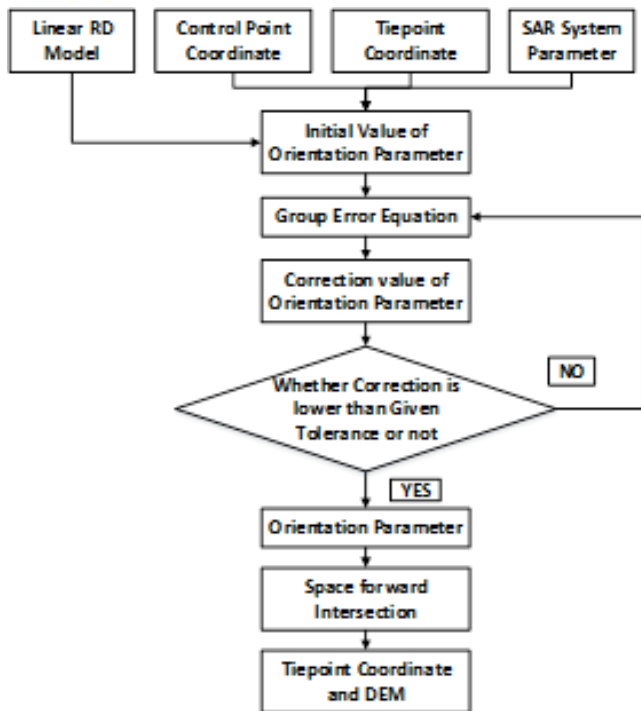 Linear RD
Model
Control Point
Coordinate
Tiepoint
Coordinate
SAR System
Parameter
Initial Value of
Orientation Parameter
Group Error Equation
Correction value of
Orientation Parameter
Whether Correction is
lower than Given
Tolerance or not
NO
YES
Orientation Parameter
Space forward
Intersection
Tiepoint Coordinate
and DEM